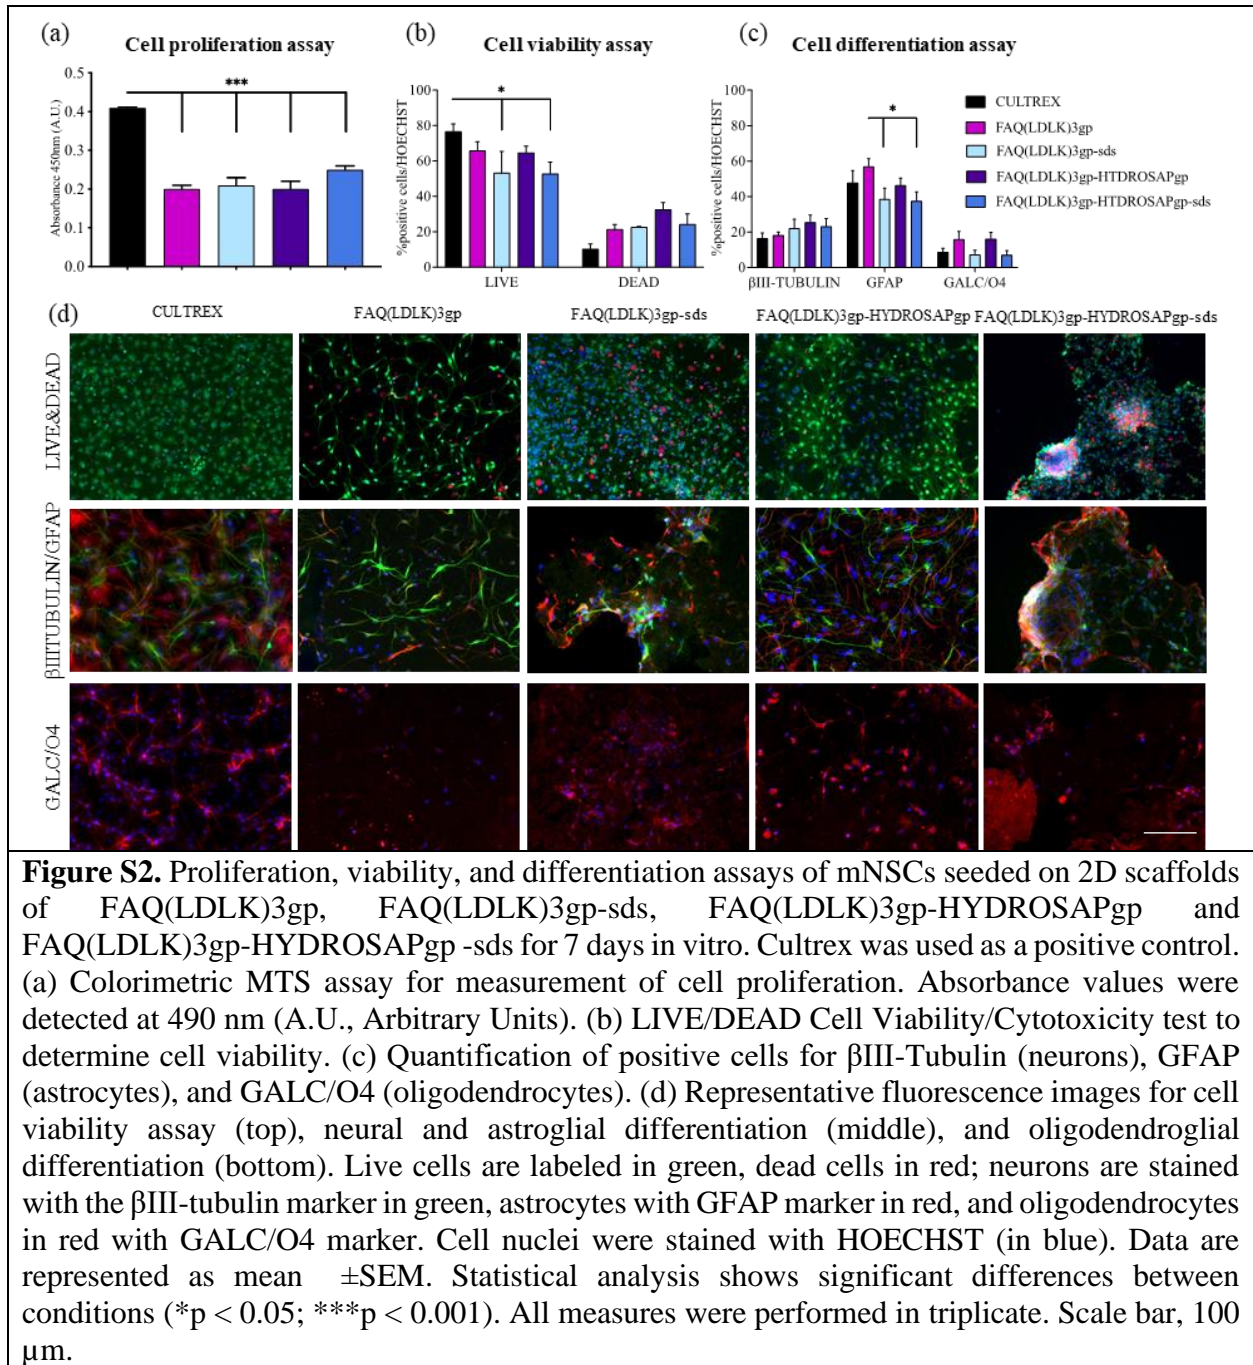 (a)
Cell proliferation assay
0.5
0.4
0.3
0.2
0.1
0.0
Absorbance 450nm (A.U.)
***
(b)
Cell viability assay
100
80
60
40
20
0
%positive cells/HOECHST
*
LIVE
DEAD
(c)
Cell differentiation assay
100
80
60
40
20
0
%positive cells/HOECHST
*
βIII-TUBULIN
GFAP
GALC/O4
CULTREX
FAQ(LDLK)3gp
FAQ(LDLK)3gp-sds
FAQ(LDLK)3gp-HTDROSAPgp
FAQ(LDLK)3gp-HTDROSAPgp-sds
(d)
CULTREX
FAQ(LDLK)3gp
FAQ(LDLK)3gp-sds
FAQ(LDLK)3gp-HYDROSAPgp
FAQ(LDLK)3gp-HYDROSAPgp-sds
LIVE&DEAD
βIIITUBULIN/GFAP
GALC/O4
Figure S2. Proliferation, viability, and differentiation assays of mNSCs seeded on 2D scaffolds
of FAQ(LDLK)3gp, FAQ(LDLK)3gp-sds, FAQ(LDLK)3gp-HYDROSAPgp and
FAQ(LDLK)3gp-HYDROSAPgp -sds for 7 days in vitro. Cultrex was used as a positive control.
(a) Colorimetric MTS assay for measurement of cell proliferation. Absorbance values were
detected at 490 nm (A.U., Arbitrary Units). (b) LIVE/DEAD Cell Viability/Cytotoxicity test to
determine cell viability. (c) Quantification of positive cells for βIII-Tubulin (neurons), GFAP
(astrocytes), and GALC/O4 (oligodendrocytes). (d) Representative fluorescence images for cell
viability assay (top), neural and astroglial differentiation (middle), and oligodendroglial
differentiation (bottom). Live cells are labeled in green, dead cells in red; neurons are stained
with the βIII-tubulin marker in green, astrocytes with GFAP marker in red, and oligodendrocytes
in red with GALC/O4 marker. Cell nuclei were stained with HOECHST (in blue). Data are
represented as mean ±SEM. Statistical analysis shows significant differences between
conditions (*p < 0.05; ***p < 0.001). All measures were performed in triplicate. Scale bar, 100
µm.